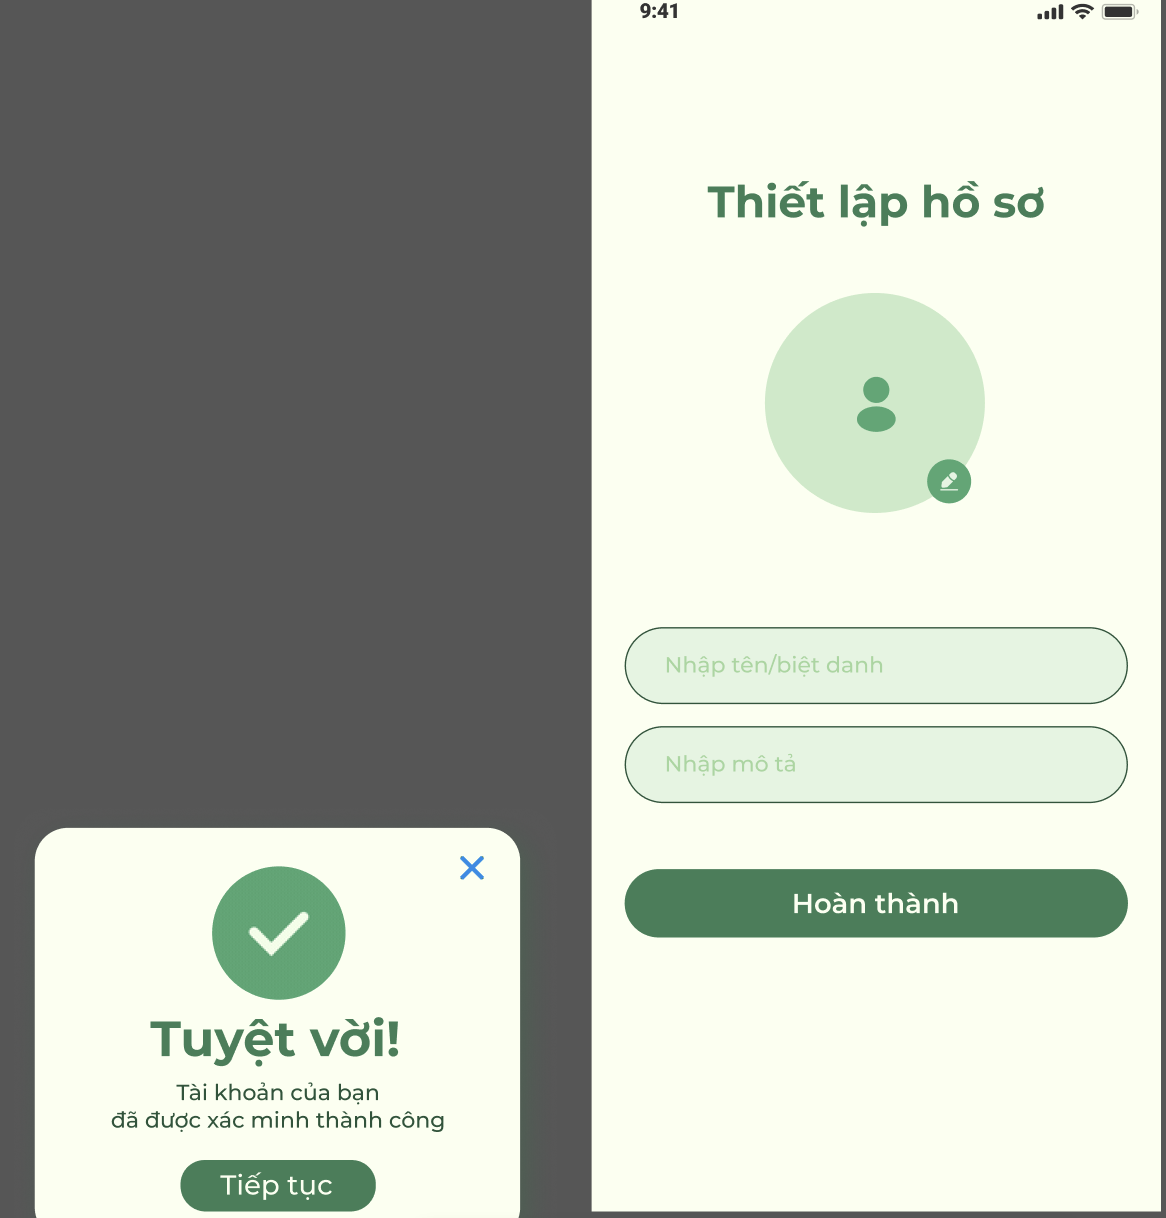 9:41
Thiết lập hồ sơ
Nhập tên/biệt danh
Nhập mô tả
Hoàn thành
Tuyệt vời!
Tài khoản của bạn
đã được xác minh thành công
Tiếp tục